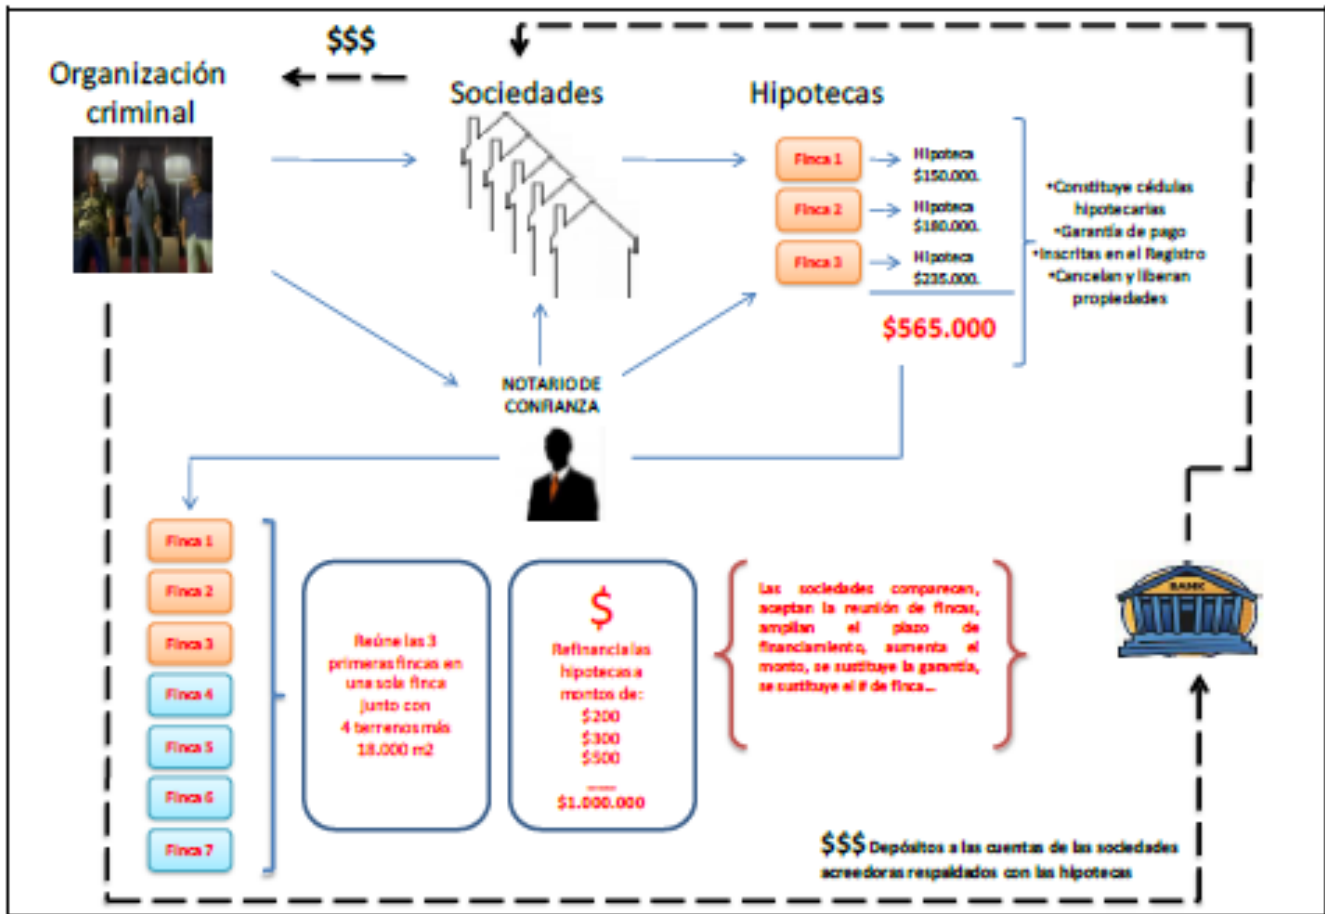 $$$
Organización
criminal
Sociedades
Hipotecas
Finca 1
Hipoteca
$150.000.
Finca 2
Hipoteca
$180.000.
Finca 3
Hipoteca
$235.000.
$565.000
•Constituye cédulas
hipotecarias
•Garantía de pago
•Inscritas en el Registro
•Cancelan y liberan
propiedades
NOTARIO DE
CONFIANZA
Finca 1
Finca 2
Finca 3
Finca 4
Finca 5
Finca 6
Finca 7
Reúne las 3
primeras fincas en
una sola finca
junto con
4 terrenos más
18.000 m2
$
Refinancia las
hipotecas a
montos de:
$200
$300
$500
$1.000.000
Las sociedades comparecen,
aceptan la reunión de fincas,
amplían el plazo de
financiamiento, aumenta el
monto, se sustituye la garantía,
se sustituye el # de finca...
BANK
$$$ Depósitos a las cuentas de las sociedades
acreedoras respaldados con las hipotecas